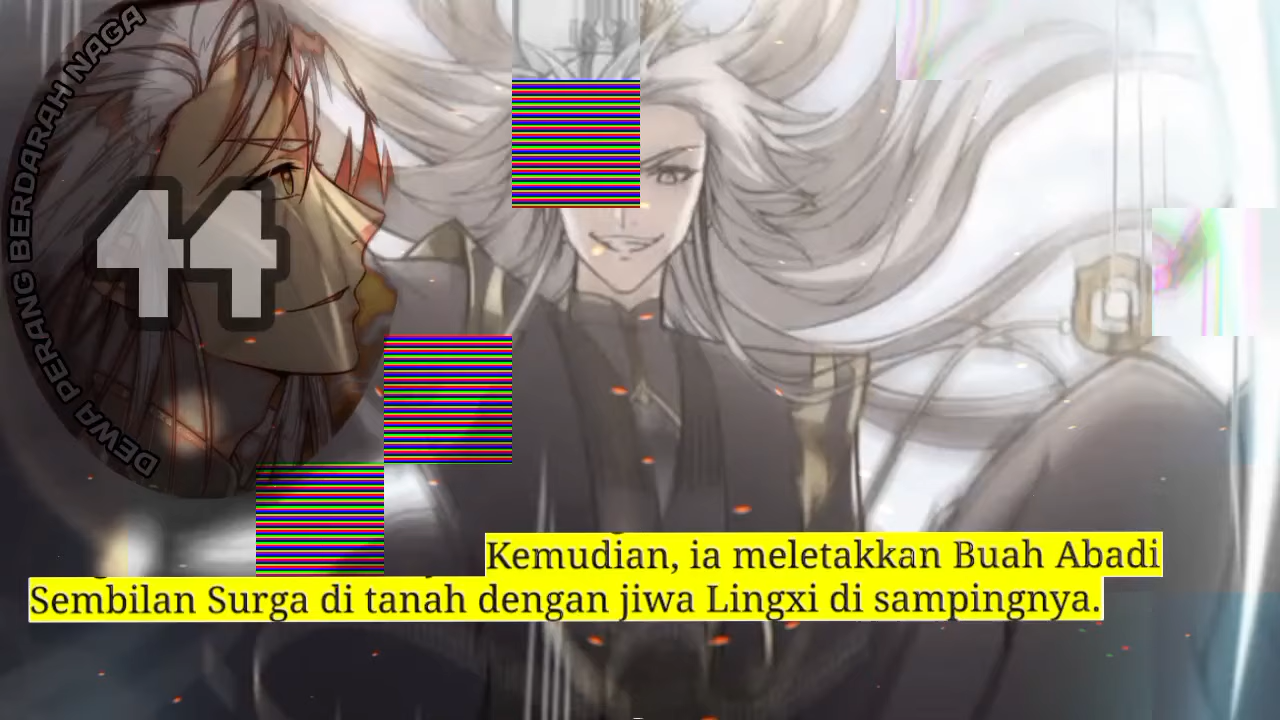 DEWA PERANG BERDARAH NAGA
44
Kemudian, ia meletakkan Buah Abadi
Sembilan Surga di tanah dengan jiwa Lingxi di sampingnya.